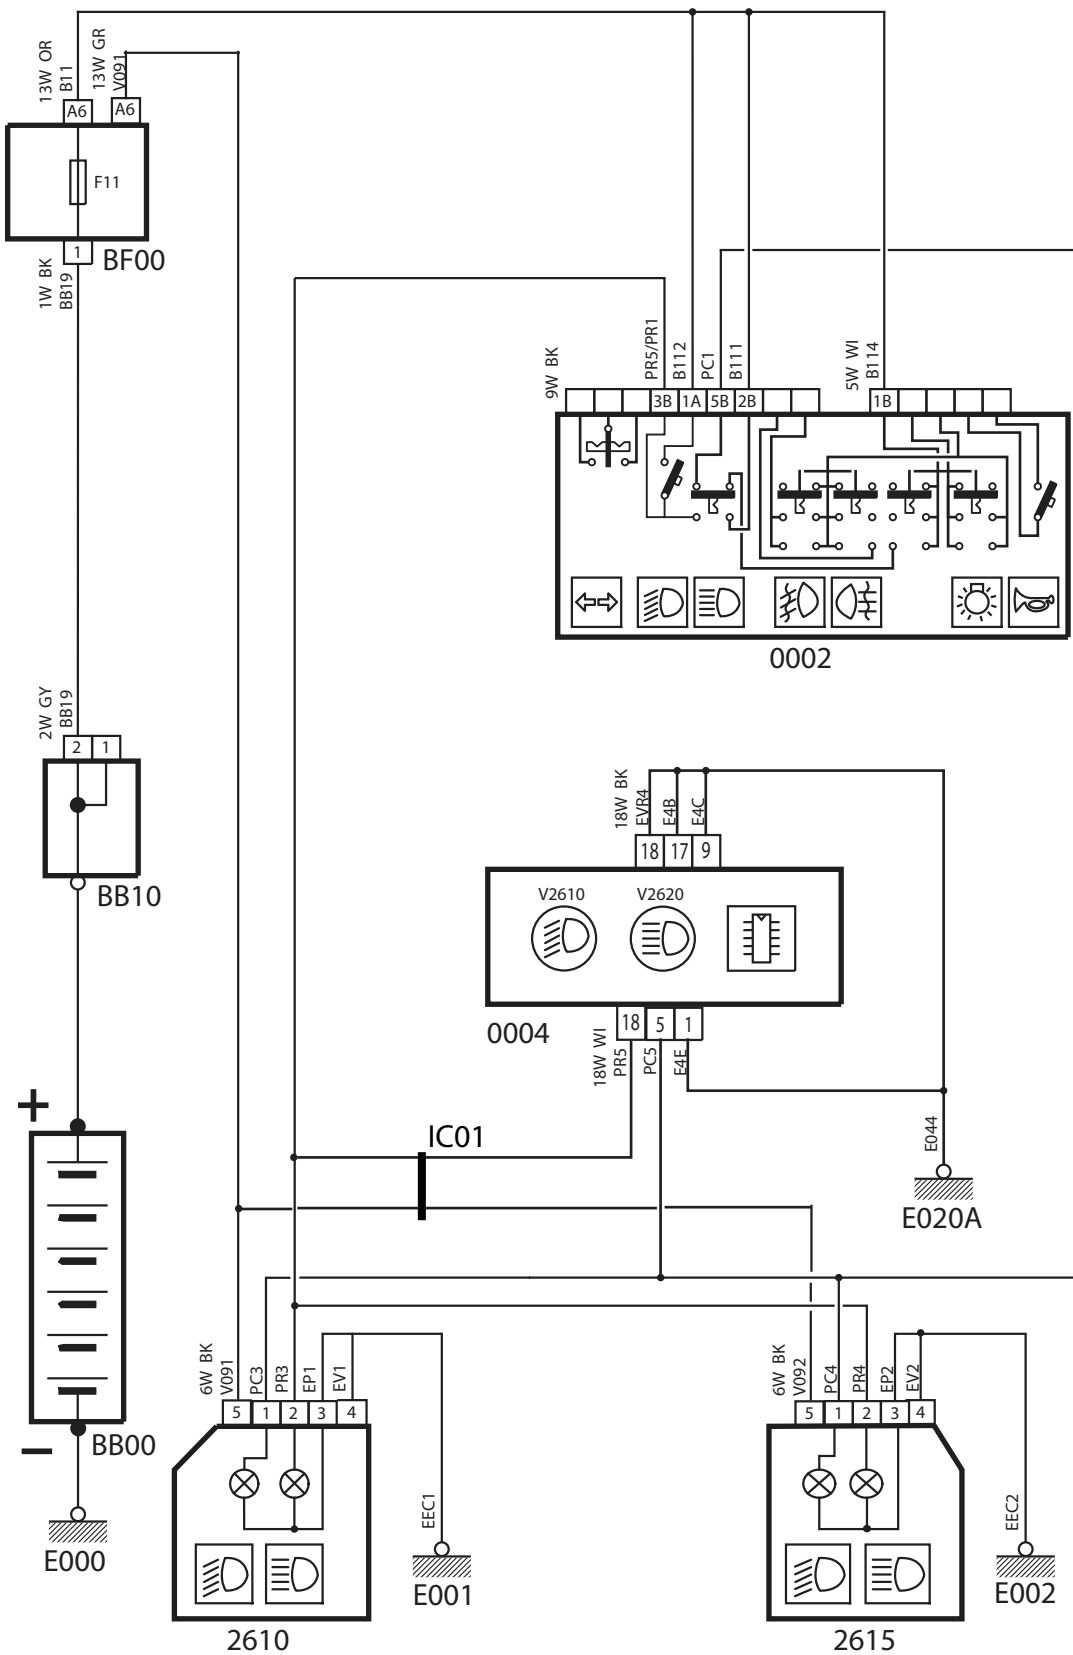 13W OR
B11
13W GR
V091
A6
A6
F11
1
BF00
1W BK
BB19
9W BK
PR5/PR1
B112
PC1
B111
5W WI
B114
3B
1A
5B
2B
1B
0002
2W GY
BB19
2
1
BB10
18W BK
EVR4
E4B
E4C
18
17
9
V2610
V2620
0004
18
5
1
18W WI
PR5
PC5
E4E
IC01
E044
E020A
+
−
BB00
E000
6W BK
V091
PC3
PR3
EP1
EV1
5
1
2
3
4
EEC1
E001
2610
6W BK
V092
PC4
PR4
EP2
EV2
5
1
2
3
4
EEC2
E002
2615